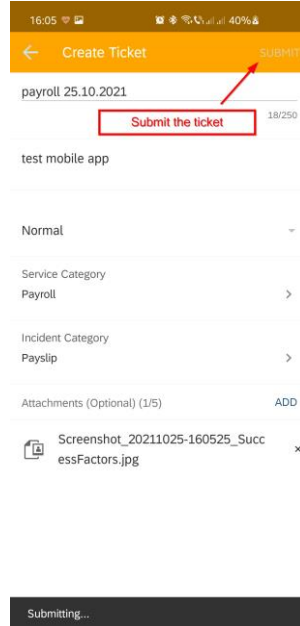 16:05 40%
Create Ticket SUBMIT
payroll 25.10.2021
18/250
Submit the ticket
test mobile app
Normal
Service Category
Payroll
Incident Category
Payslip
Attachments (Optional) (1/5) ADD
Screenshot_20211025-160525_Succ
essFactors.jpg
Submitting...